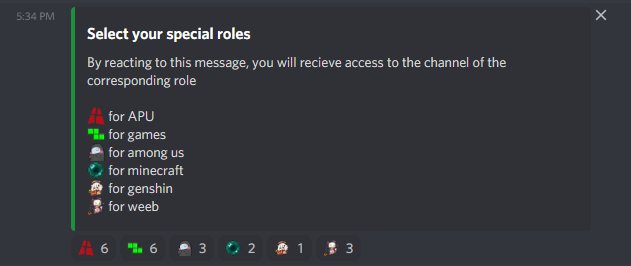 5:34 PM
Select your special roles
By reacting to this message, you will recieve access to the channel of the
corresponding role
for APU
for games
for among us
for minecraft
for genshin
for weeb
6 6 3 2 1 3